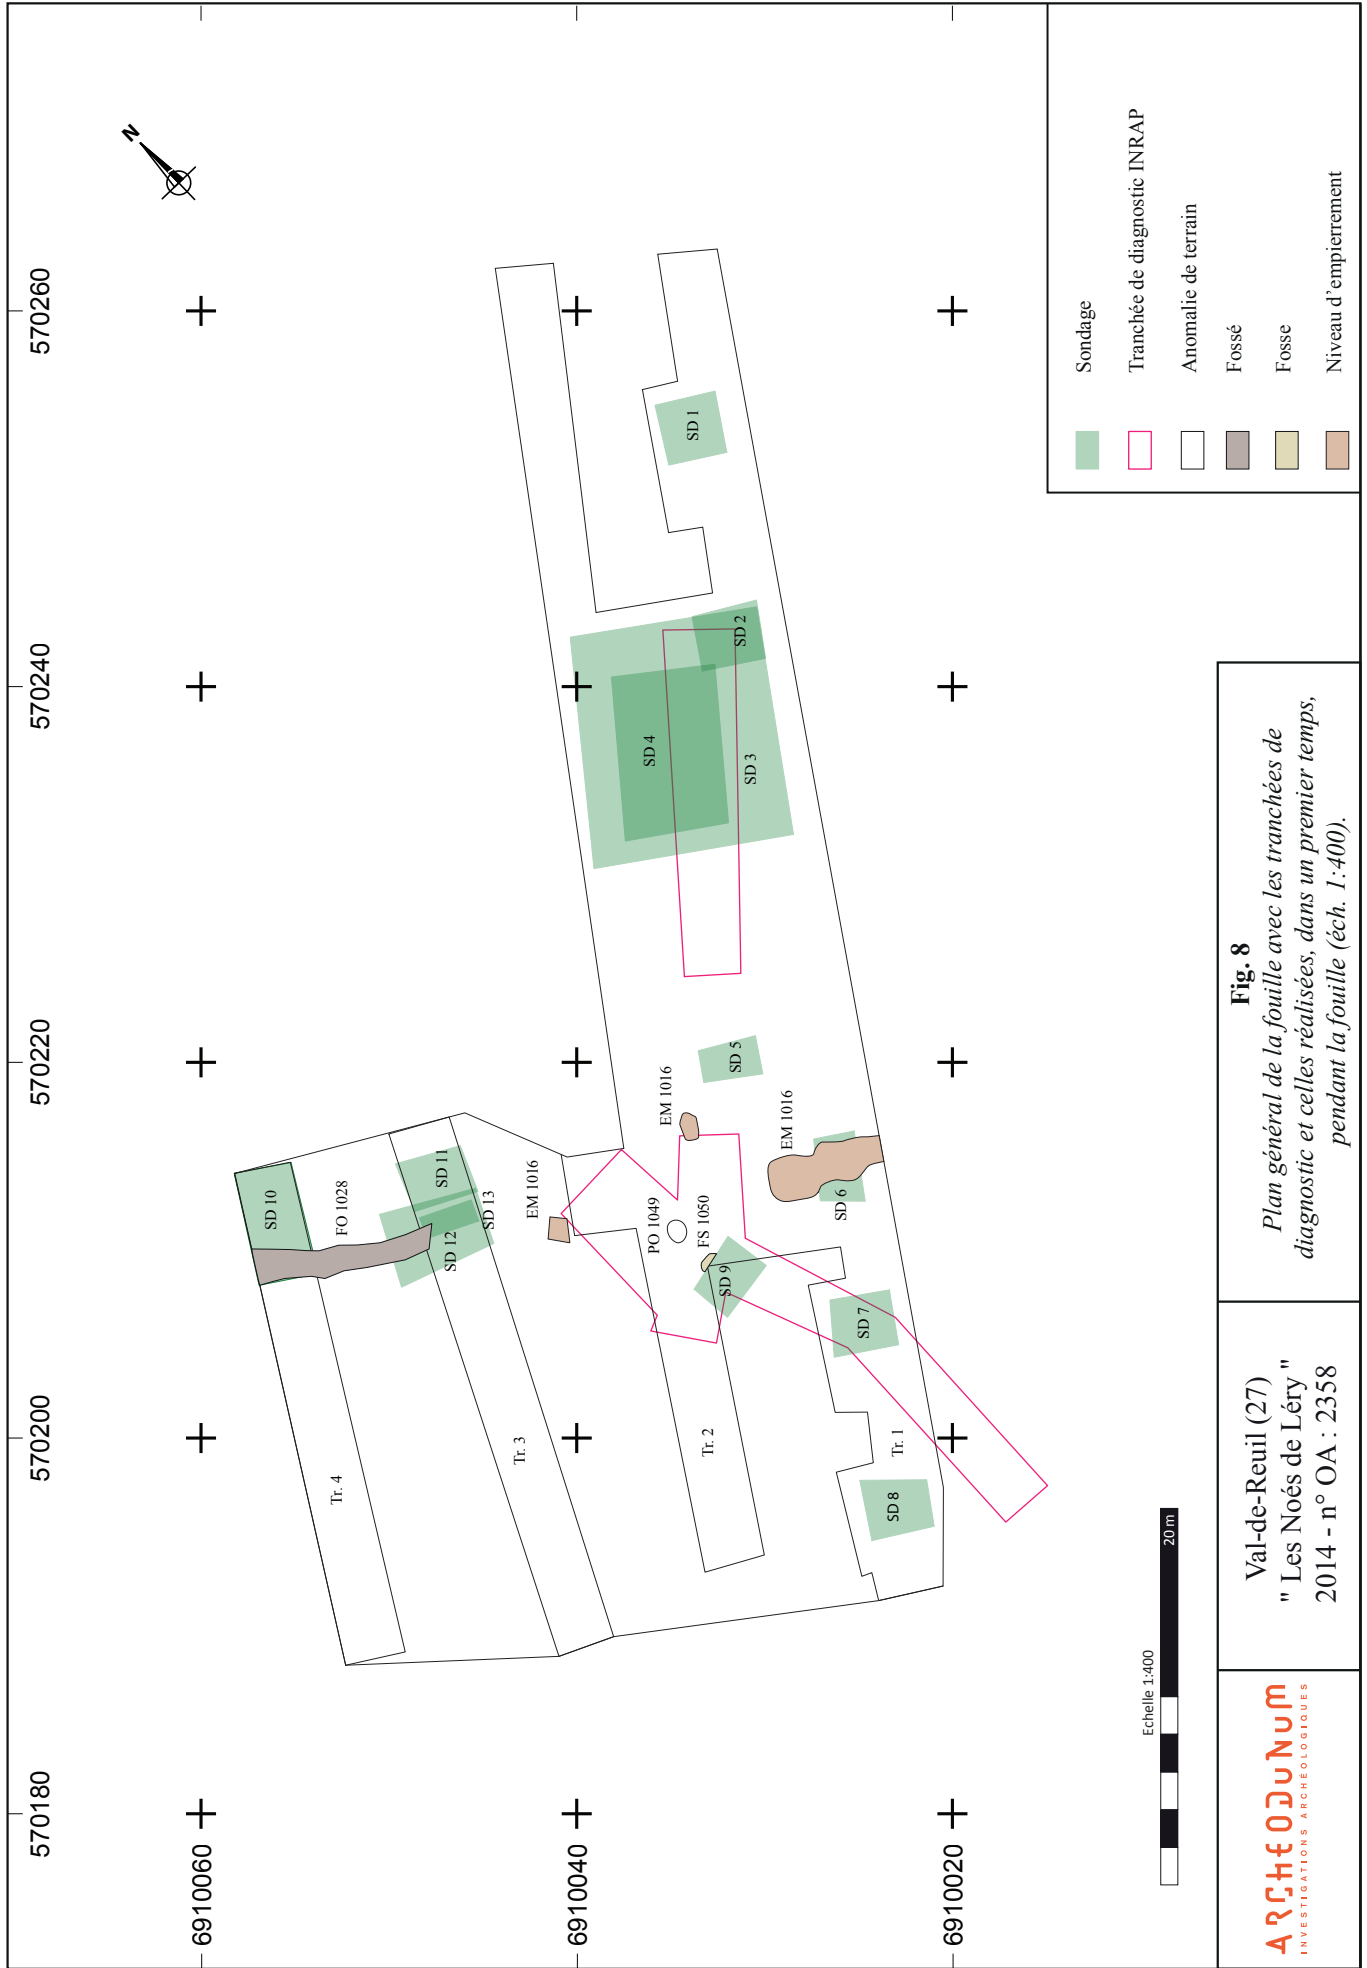 570180
570200
570220
570240
570260
6910060
6910040
6910020
N
SD 10
FO 1028
SD 11
SD 12
SD 13
EM 1016
EM 1016
EM 1016
PO 1049
FS 1050
SD 9
SD 5
SD 6
SD 7
SD 8
SD 4
SD 3
SD 2
SD 1
Tr. 4
Tr. 3
Tr. 2
Tr. 1
Sondage
Tranchée de diagnostic INRAP
Anomalie de terrain
Fossé
Fosse
Niveau d'empierrement
Echelle 1:400
20 m
ARCHEODUNUM
INVESTIGATIONS ARCHÉOLOGIQUES
Val-de-Reuil (27)
" Les Noés de Léry "
2014 - n° OA : 2358
Fig. 8
Plan général de la fouille avec les tranchées de
diagnostic et celles réalisées, dans un premier temps,
pendant la fouille (éch. 1:400).